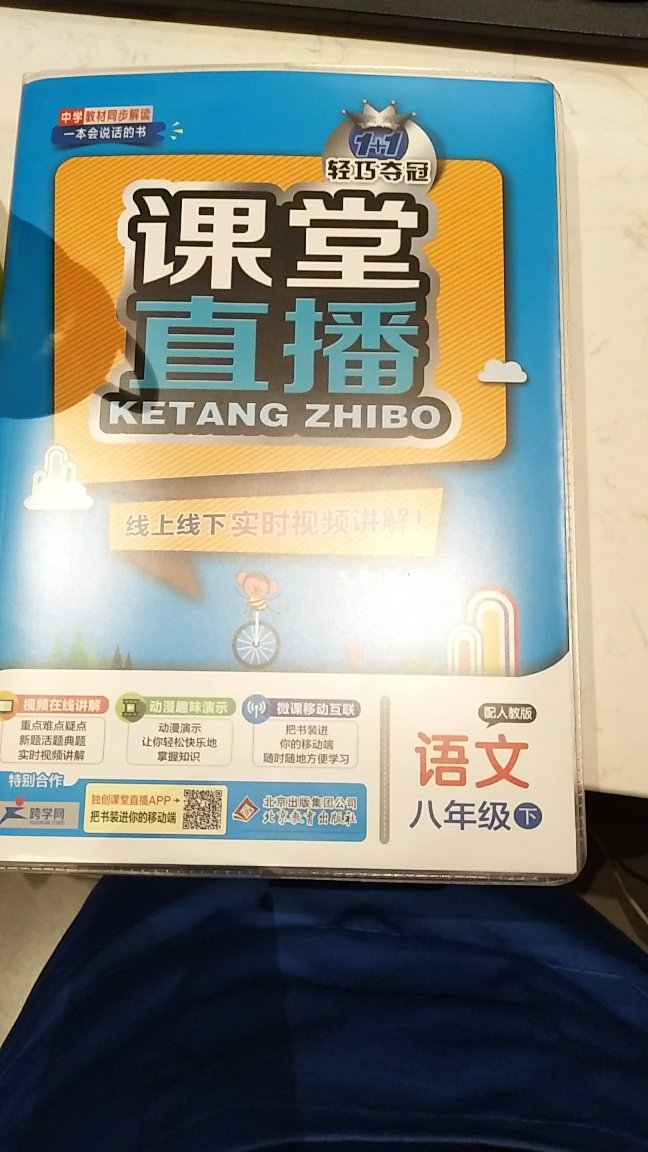 中学教材同步解读
一本会说话的书
1+1
轻巧夺冠
课堂
直播
KETANG ZHIBO
线上线下实时视频讲解！
视频在线讲解
重点难点疑点
新题活题典题
实时视频讲解
动漫趣味演示
动漫演示
让你轻松快乐地
掌握知识
微课移动互联
把书装进
你的移动端
随时随地方便学习
配人教版
语文
八年级下
特别合作
跨学网
独创课堂直播APP→
把书装进你的移动端
北京出版集团公司
北京教育出版社